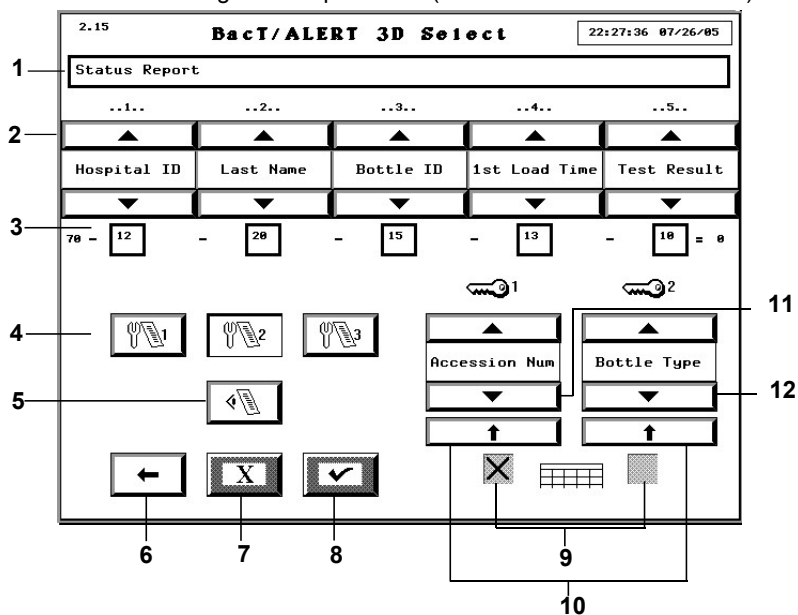 2.15
BacT/ALERT 3D Select
22:27:36 07/26/05
1
Status Report
..1.. ..2.. ..3.. ..4.. ..5..
2
Hospital ID Last Name Bottle ID 1st Load Time Test Result
3
70 - 12 - 20 - 15 - 13 - 10 = 0
1 2
11
4
1 2 3
Accession Num Bottle Type
5
12
X
6 7 8 9
10